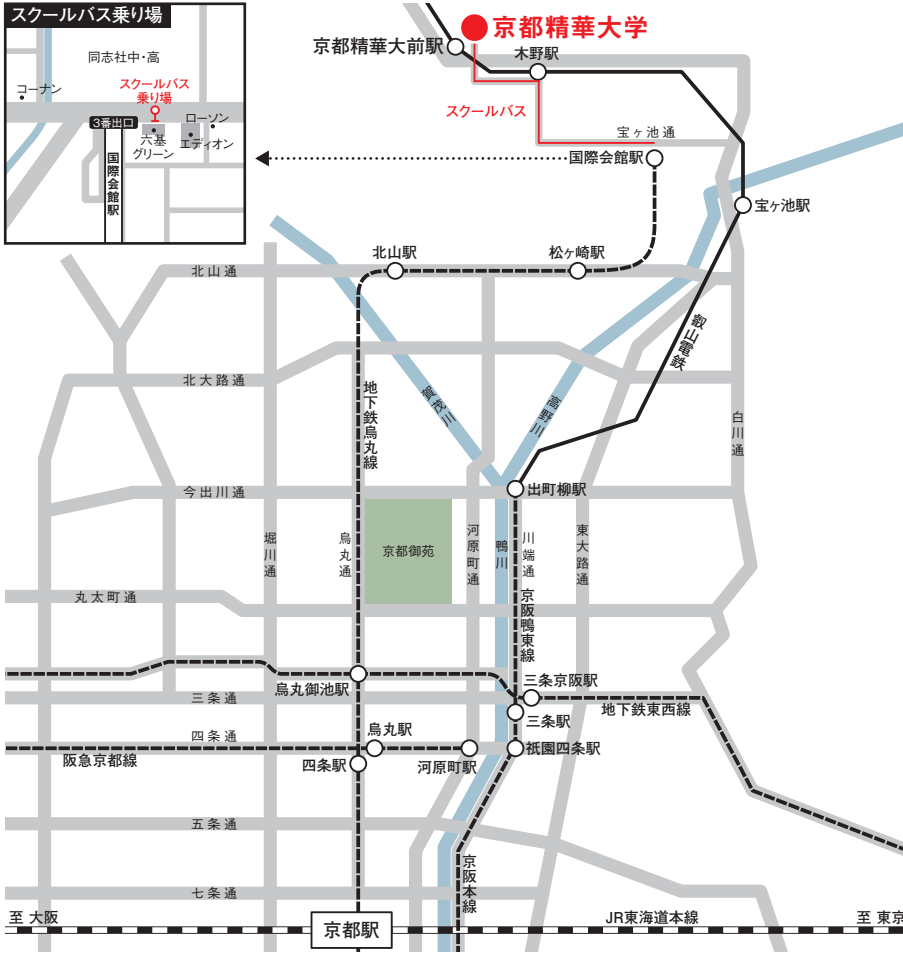 スクールバス乗り場
同志社中・高
コーナン
スクールバス
乗り場
ローソン
3番出口
六基
グリーン
エディオン
国際会館駅
京都精華大学
京都精華大前駅
木野駅
スクールバス
宝ヶ池通
国際会館駅
宝ヶ池駅
北山駅
松ヶ崎駅
北山通
叡山電鉄
北大路通
地下鉄烏丸線
賀茂川
高野川
白川通
今出川通
出町柳駅
堀川通
烏丸通
京都御苑
河原町通
鴨川
川端通
東大路通
丸太町通
京阪鴨東線
烏丸御池駅
三条京阪駅
三条通
地下鉄東西線
三条駅
四条通
烏丸駅
阪急京都線
四条駅
河原町駅
祇園四条駅
五条通
京阪本線
七条通
至 大阪
京都駅
JR東海道本線
至 東京